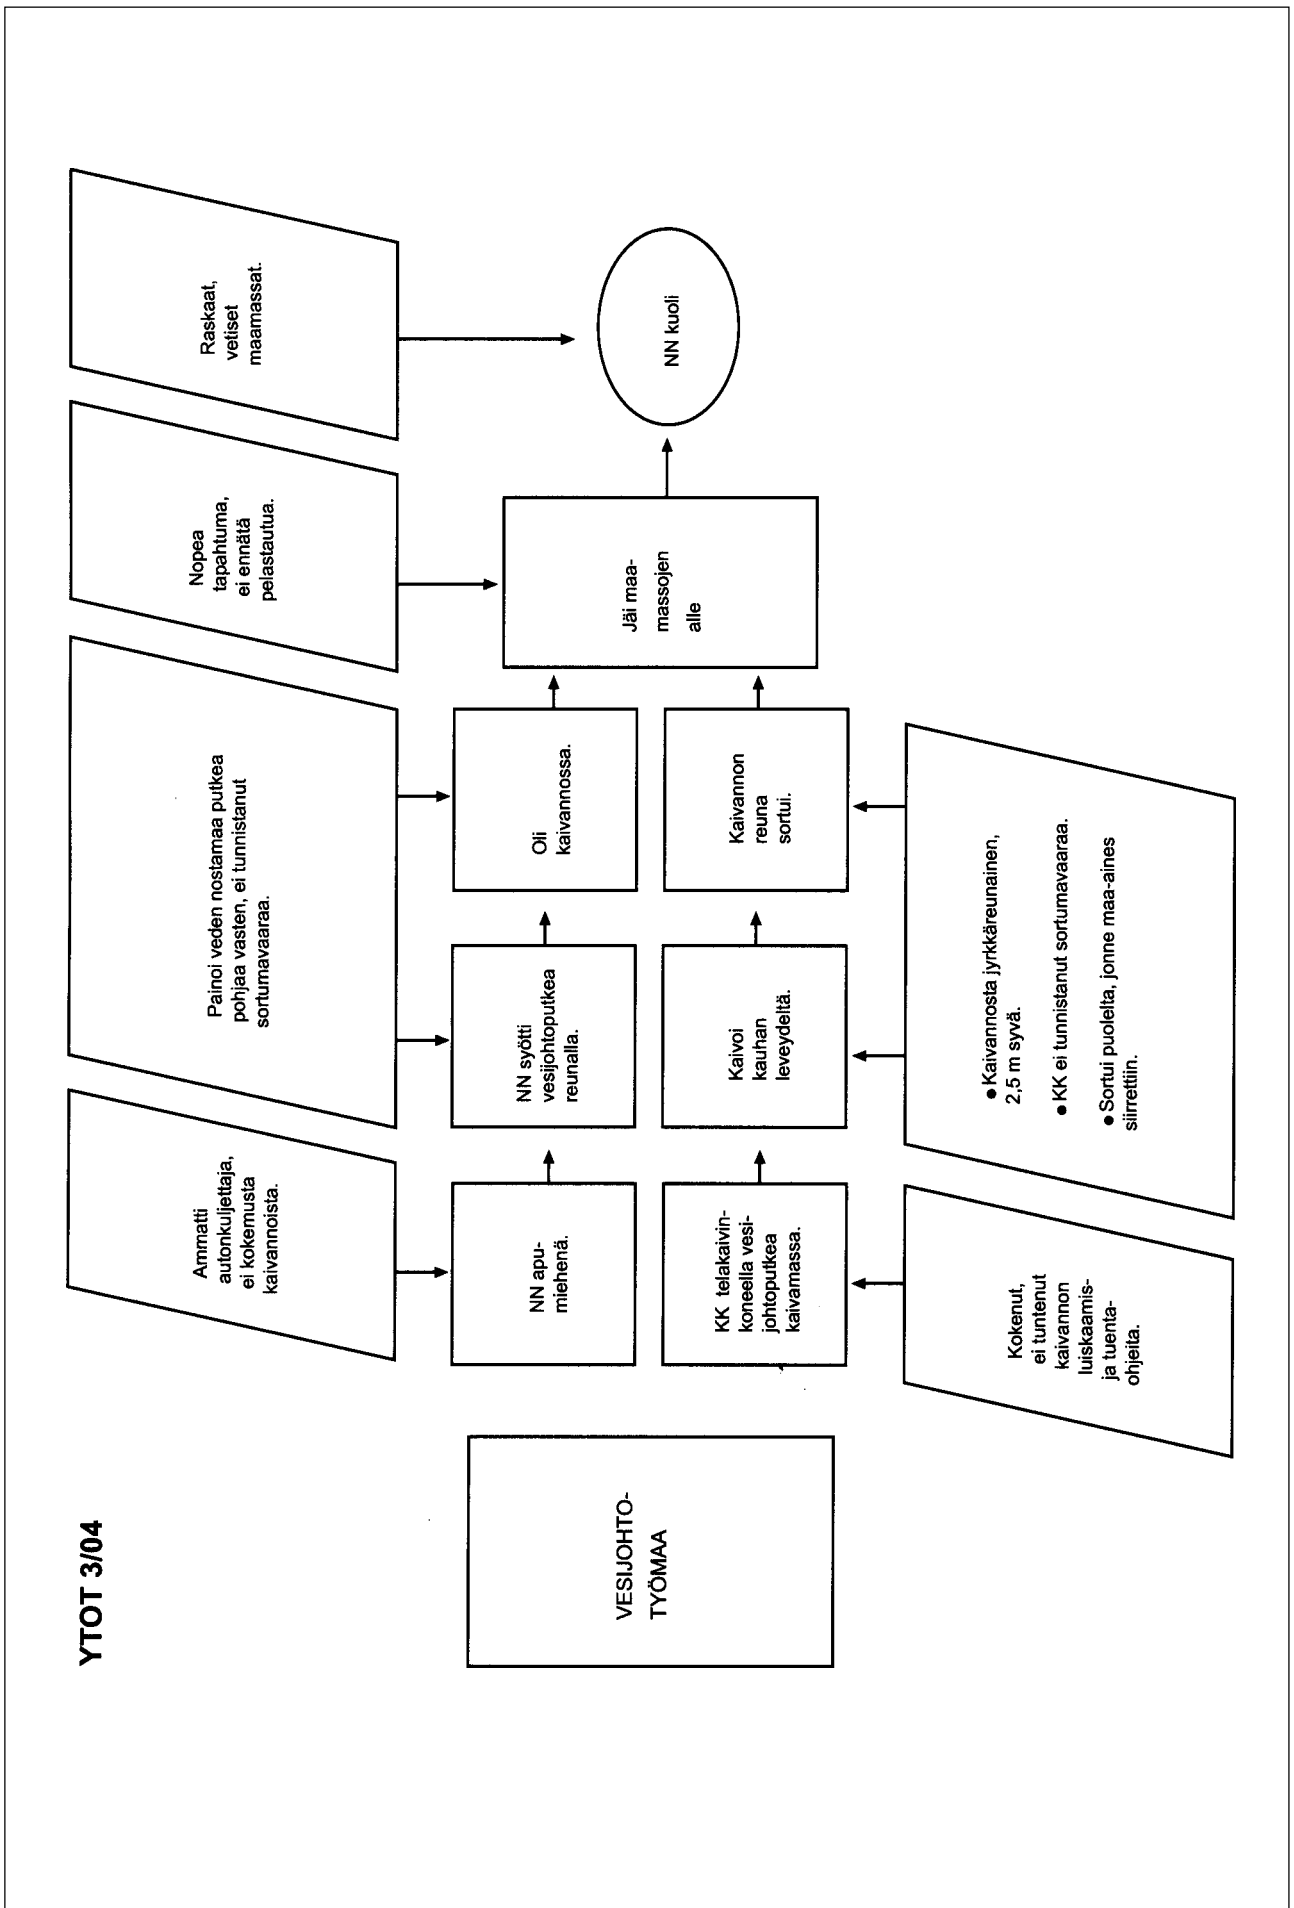 YTOT 3/04
Ammatti
autonkuljettaja,
ei kokemusta
kaivannoista.
Painoi veden nostamaa putkea
pohjaa vasten, ei tunnistanut
sortumavaaraa.
Nopea
tapahtuma,
ei ennätä
pelastautua.
Raskaat,
vetiset
maamassat.
VESIJOHTO-
TYÖMAA
NN apu-
miehenä.
NN syötti
vesijohtoputkea
reunalla.
Oli
kaivannossa.
KK telakaivin-
koneella vesi-
johtoputkea
kaivamassa.
Kaivoi
kauhan
leveydeltä.
Kaivannon
reuna
sortui.
Jäi maa-
massojen
alle
NN kuoli
Kokenut,
ei tuntenut
kaivannon
luiskaamis-
ja tuenta-
ohjeita.
● Kaivannosta jyrkkäreunainen,
2,5 m syvä.
● KK ei tunnistanut sortumavaaraa.
● Sortui puolelta, jonne maa-aines
siirrettiin.